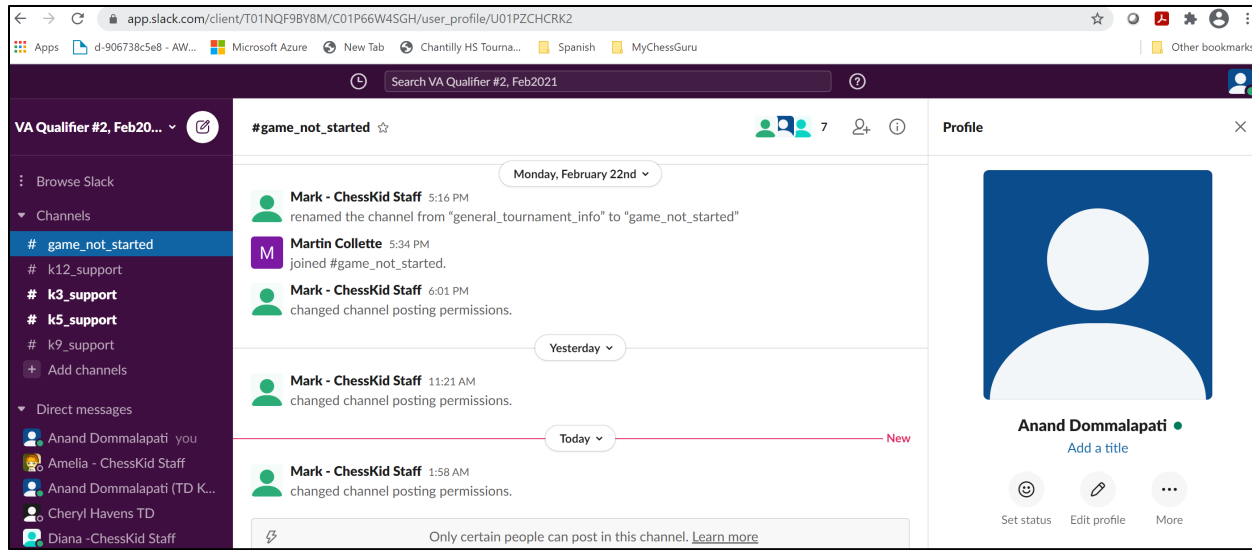 app.slack.com/client/T01NQF9BY8M/C01P66W4SGH/user_profile/U01PZCHCRK2
Apps d-906738c5e8 - AW... Microsoft Azure New Tab Chantilly HS Tourna... Spanish MyChessGuru Other bookmarks
Search VA Qualifier #2, Feb2021
VA Qualifier #2, Feb20...
Browse Slack
Channels
# game_not_started
# k12_support
# k3_support
# k5_support
# k9_support
+ Add channels
Direct messages
Anand Dommalapati you
Amelia - ChessKid Staff
Anand Dommalapati (TD K...
Cheryl Havens TD
Diana -ChessKid Staff
#game_not_started
7
Monday, February 22nd
Mark - ChessKid Staff 5:16 PM
renamed the channel from “general_tournament_info” to “game_not_started”
M
Martin Collette 5:34 PM
joined #game_not_started.
Mark - ChessKid Staff 6:01 PM
changed channel posting permissions.
Yesterday
Mark - ChessKid Staff 11:21 AM
changed channel posting permissions.
Today New
Mark - ChessKid Staff 1:58 AM
changed channel posting permissions.
Only certain people can post in this channel. Learn more
Profile
Anand Dommalapati
Add a title
Set status Edit profile More